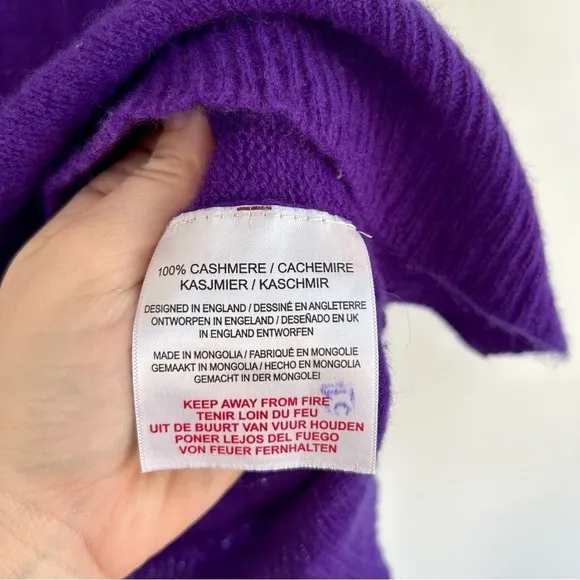 100% CASHMERE / CACHEMIRE
KASJMIER / KASCHMIR
DESIGNED IN ENGLAND / DESSINÉ EN ANGLETERRE
ONTWORPEN IN ENGELAND / DESEÑADO EN UK
IN ENGLAND ENTWORFEN
MADE IN MONGOLIA / FABRIQUÉ EN MONGOLIE
GEMAAKT IN MONGOLIA / HECHO EN MONGOLIA
GEMACHT IN DER MONGOLEI
KEEP AWAY FROM FIRE
TENIR LOIN DU FEU
UIT DE BUURT VAN VUUR HOUDEN
PONER LEJOS DEL FUEGO
VON FEUER FERNHALTEN